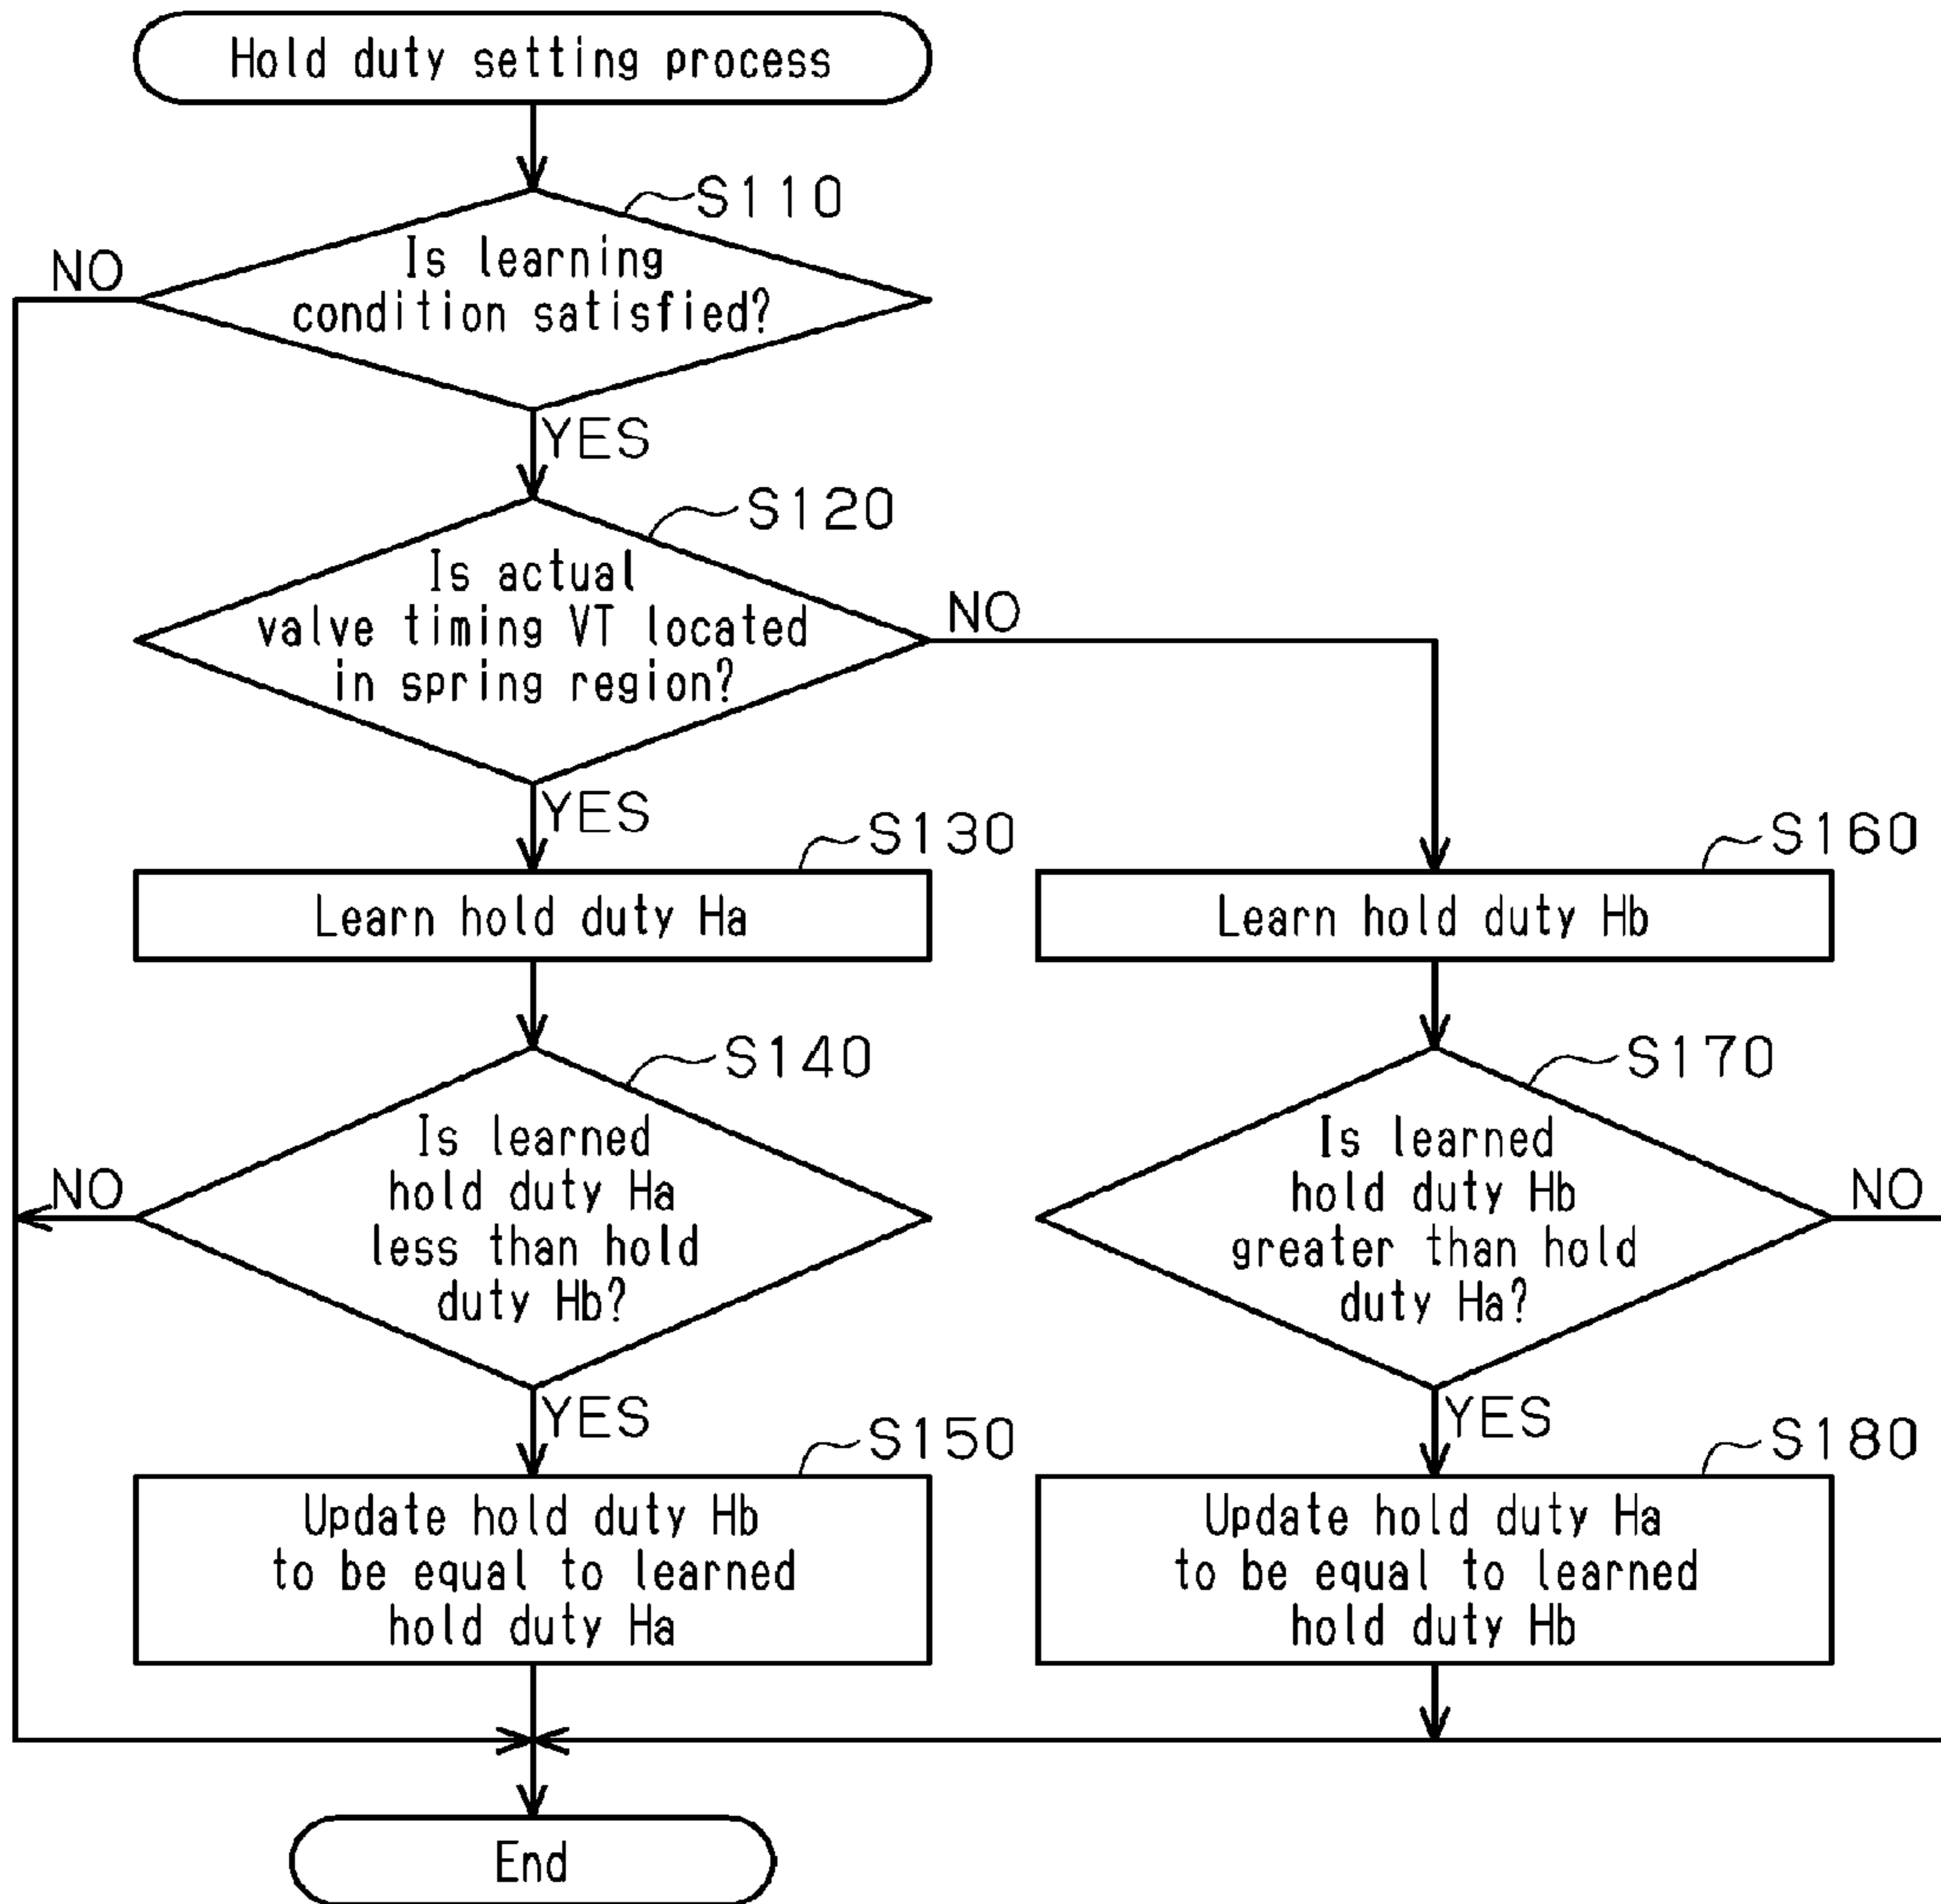 Hold duty setting process
S110
NO
Is learning
condition satisfied?
YES
S120
Is actual
valve timing VT located
in spring region?
NO
YES
S130
Learn hold duty Ha
S160
Learn hold duty Hb
S140
Is learned
hold duty Ha
less than hold
duty Hb?
NO
YES
S170
Is learned
hold duty Hb
greater than hold
duty Ha?
NO
YES
S150
Update hold duty Hb
to be equal to learned
hold duty Ha
S180
Update hold duty Ha
to be equal to learned
hold duty Hb
End